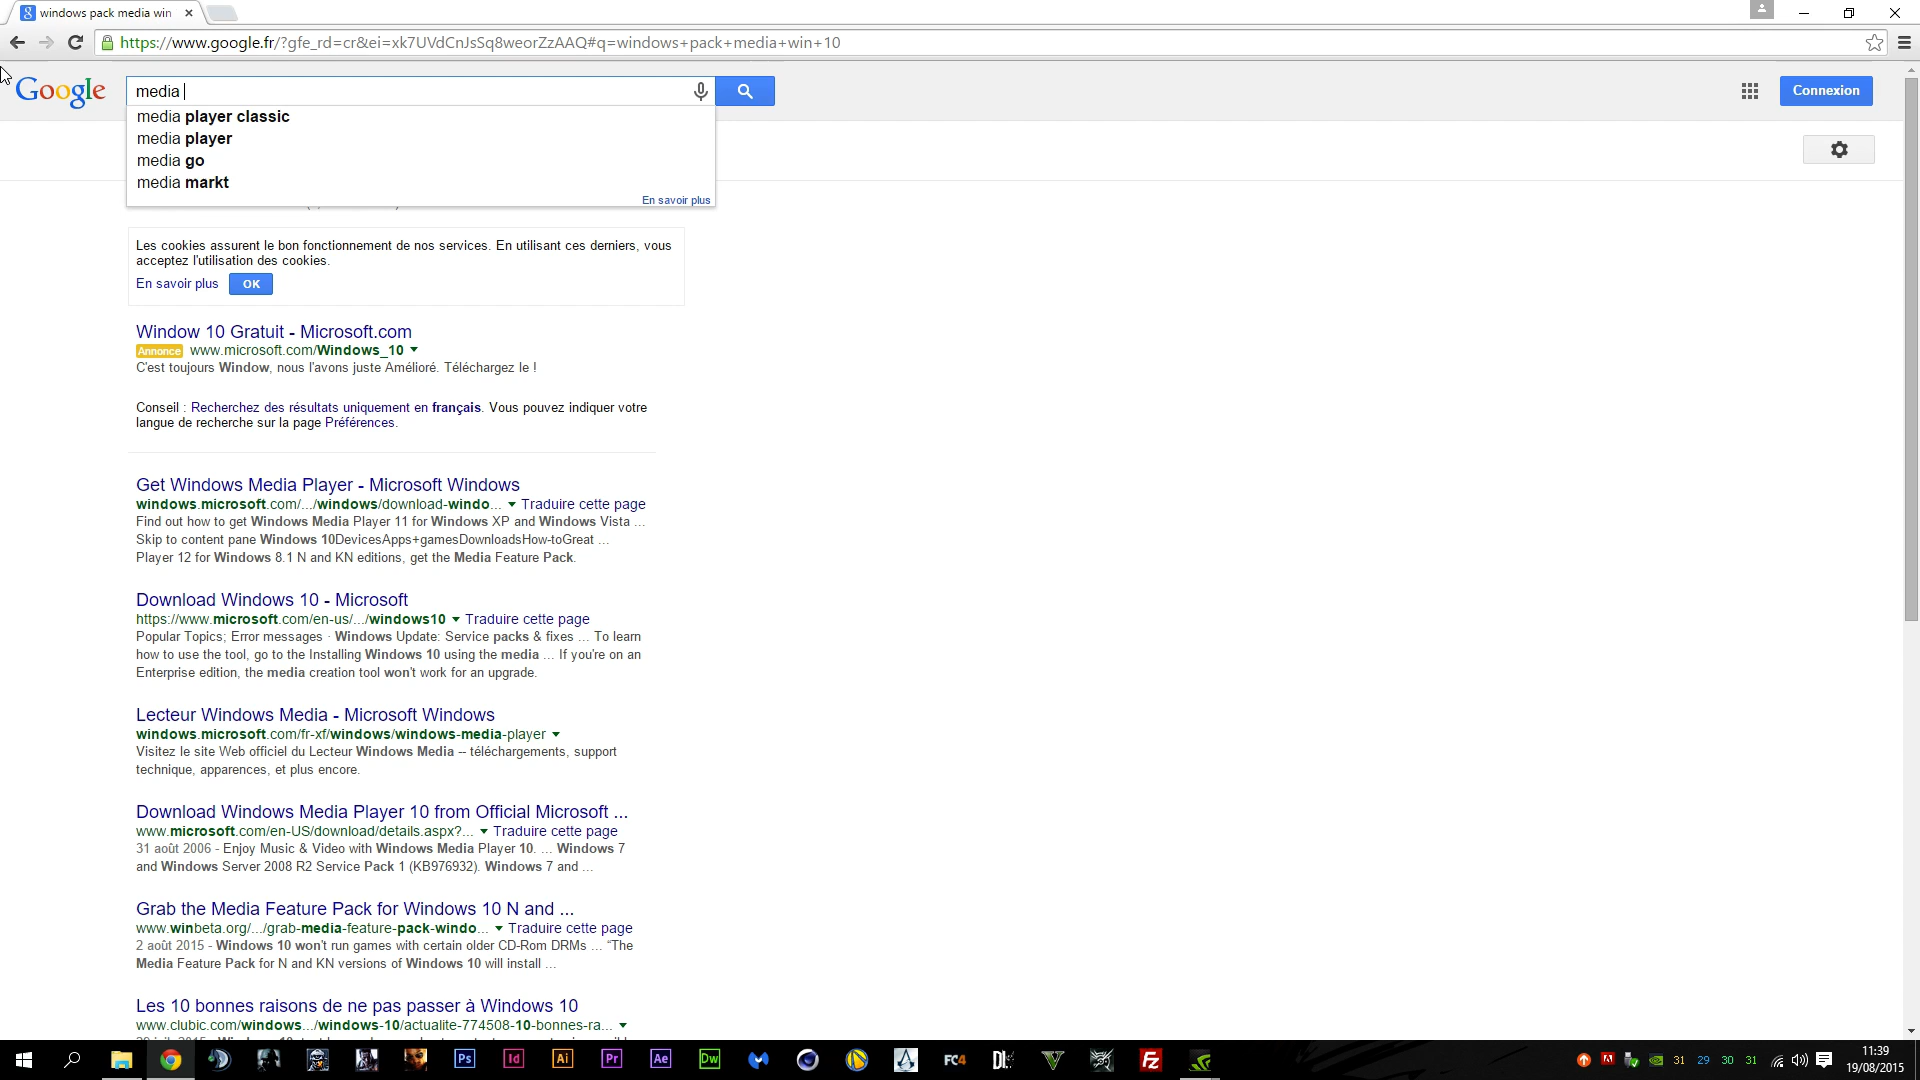 windows pack media win
https://www.google.fr/?gfe_rd=cr&ei=xk7UVdCnJsSq8weorZzAAQ#q=windows+pack+media+win+10
Google
media
Connexion
media player classic
media player
media go
media markt
En savoir plus
Les cookies assurent le bon fonctionnement de nos services. En utilisant ces derniers, vous
acceptez l'utilisation des cookies.
En savoir plus OK
Window 10 Gratuit - Microsoft.com
Annonce www.microsoft.com/Windows_10
C'est toujours Window, nous l'avons juste Amélioré. Téléchargez le !
Conseil : Recherchez des résultats uniquement en français. Vous pouvez indiquer votre
langue de recherche sur la page Préférences.
Get Windows Media Player - Microsoft Windows
windows.microsoft.com/.../windows/download-windo... Traduire cette page
Find out how to get Windows Media Player 11 for Windows XP and Windows Vista ...
Skip to content pane Windows 10DevicesApps+gamesDownloadsHow-toGreat ...
Player 12 for Windows 8.1 N and KN editions, get the Media Feature Pack.
Download Windows 10 - Microsoft
https://www.microsoft.com/en-us/.../windows10 Traduire cette page
Popular Topics; Error messages · Windows Update: Service packs & fixes ... To learn
how to use the tool, go to the Installing Windows 10 using the media ... If you're on an
Enterprise edition, the media creation tool won't work for an upgrade.
Lecteur Windows Media - Microsoft Windows
windows.microsoft.com/fr-xf/windows/windows-media-player
Visitez le site Web officiel du Lecteur Windows Media -- téléchargements, support
technique, apparences, et plus encore.
Download Windows Media Player 10 from Official Microsoft ...
www.microsoft.com/en-US/download/details.aspx?... Traduire cette page
31 août 2006 - Enjoy Music & Video with Windows Media Player 10. ... Windows 7
and Windows Server 2008 R2 Service Pack 1 (KB976932). Windows 7 and ...
Grab the Media Feature Pack for Windows 10 N and ...
www.winbeta.org/.../grab-media-feature-pack-windo... Traduire cette page
2 août 2015 - Windows 10 won't run games with certain older CD-Rom DRMs ... “The
Media Feature Pack for N and KN versions of Windows 10 will install ...
Les 10 bonnes raisons de ne pas passer à Windows 10
www.clubic.com/windows.../windows-10/actualite-774508-10-bonnes-ra...
Ps Id Ai Pr Ae Dw FC4 Fz 31 29 30 31 11:39
19/08/2015